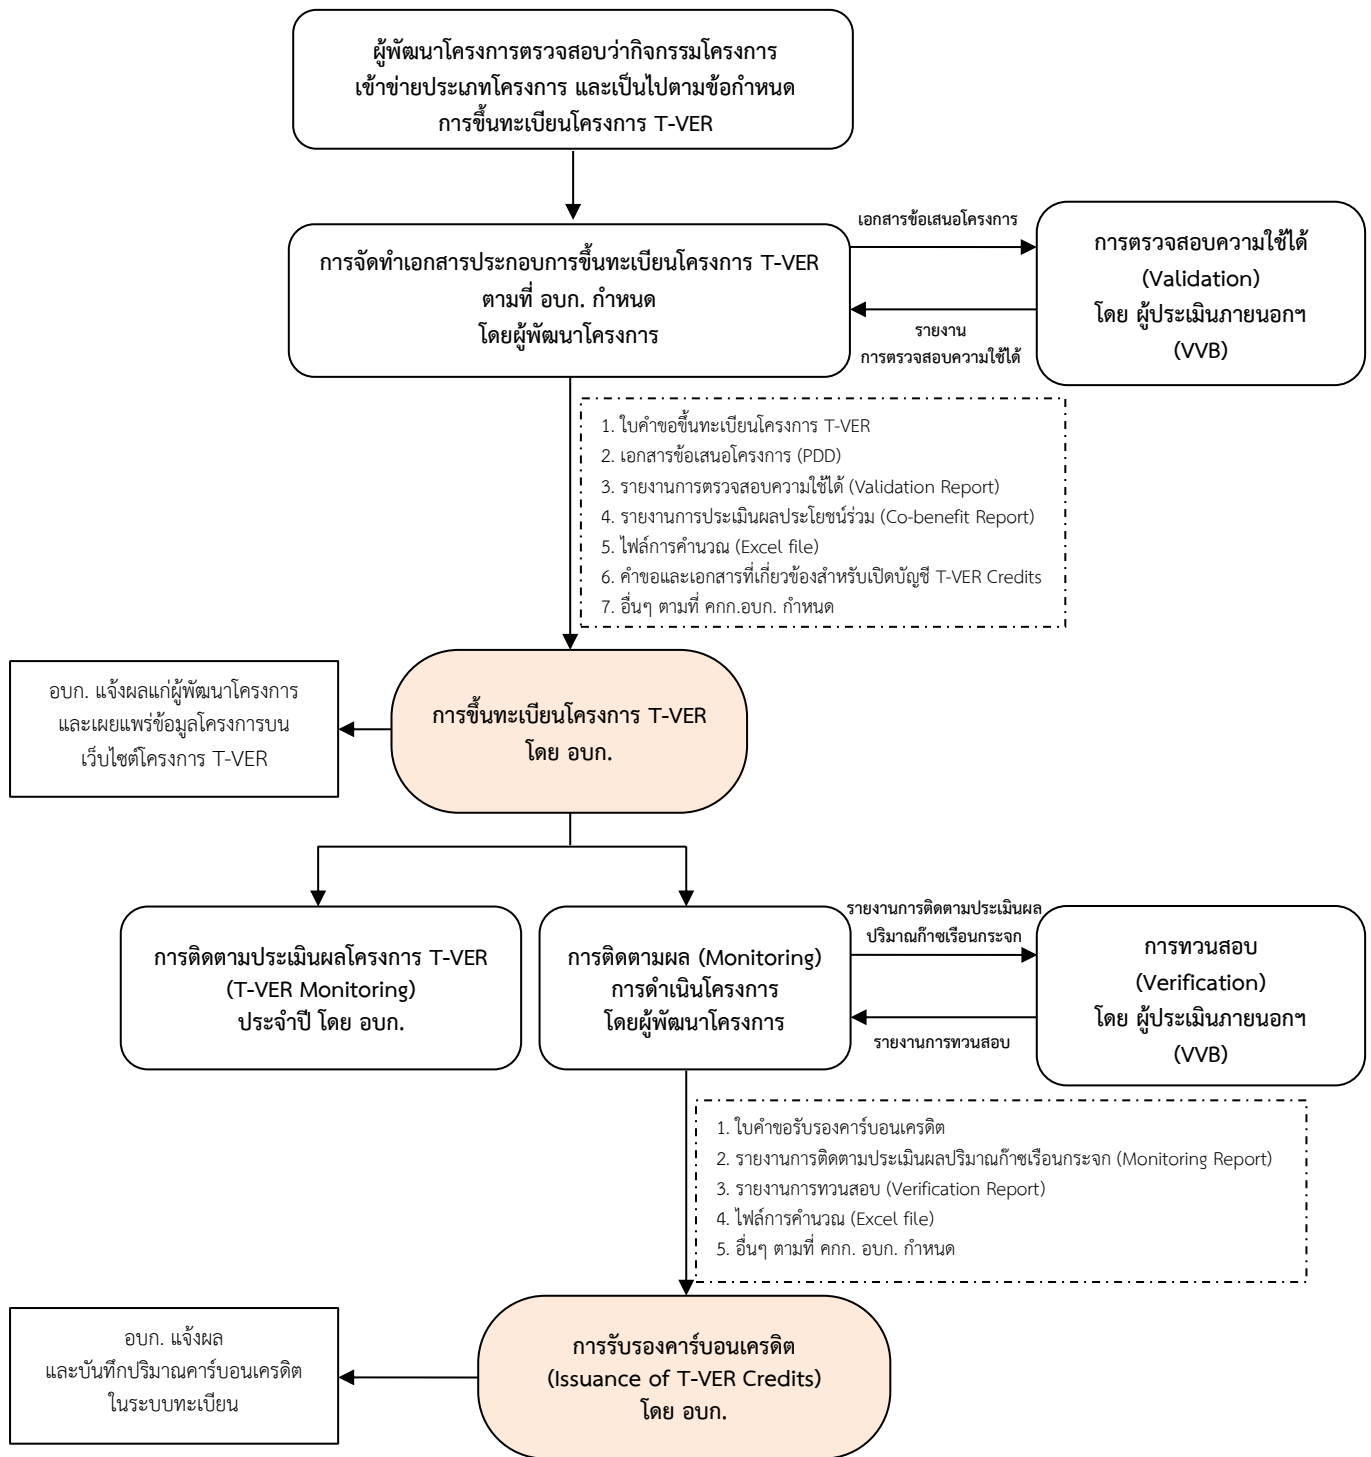 ผู้พัฒนาโครงการตรวจสอบว่ากิจกรรมโครงการ
เข้าข่ายประเภทโครงการ และเป็นไปตามข้อกำหนด
การขึ้นทะเบียนโครงการ T-VER
การจัดทำเอกสารประกอบการขึ้นทะเบียนโครงการ T-VER
ตามที่ อบก. กำหนด
โดยผู้พัฒนาโครงการ
เอกสารข้อเสนอโครงการ
รายงาน
การตรวจสอบความใช้ได้
การตรวจสอบความใช้ได้
(Validation)
โดย ผู้ประเมินภายนอกฯ
(VVB)
1. ใบคำขอขึ้นทะเบียนโครงการ T-VER
2. เอกสารข้อเสนอโครงการ (PDD)
3. รายงานการตรวจสอบความใช้ได้ (Validation Report)
4. รายงานการประเมินผลประโยชน์ร่วม (Co-benefit Report)
5. ไฟล์การคำนวณ (Excel file)
6. คำขอและเอกสารที่เกี่ยวข้องสำหรับเปิดบัญชี T-VER Credits
7. อื่นๆ ตามที่ คกก.อบก. กำหนด
อบก. แจ้งผลแก่ผู้พัฒนาโครงการ
และเผยแพร่ข้อมูลโครงการบน
เว็บไซต์โครงการ T-VER
การขึ้นทะเบียนโครงการ T-VER
โดย อบก.
การติดตามประเมินผลโครงการ T-VER
(T-VER Monitoring)
ประจำปี โดย อบก.
การติดตามผล (Monitoring)
การดำเนินโครงการ
โดยผู้พัฒนาโครงการ
รายงานการติดตามประเมินผล
ปริมาณก๊าซเรือนกระจก
รายงานการทวนสอบ
การทวนสอบ
(Verification)
โดย ผู้ประเมินภายนอกฯ
(VVB)
1. ใบคำขอรับรองคาร์บอนเครดิต
2. รายงานการติดตามประเมินผลปริมาณก๊าซเรือนกระจก (Monitoring Report)
3. รายงานการทวนสอบ (Verification Report)
4. ไฟล์การคำนวณ (Excel file)
5. อื่นๆ ตามที่ คกก. อบก. กำหนด
อบก. แจ้งผล
และบันทึกปริมาณคาร์บอนเครดิต
ในระบบทะเบียน
การรับรองคาร์บอนเครดิต
(Issuance of T-VER Credits)
โดย อบก.